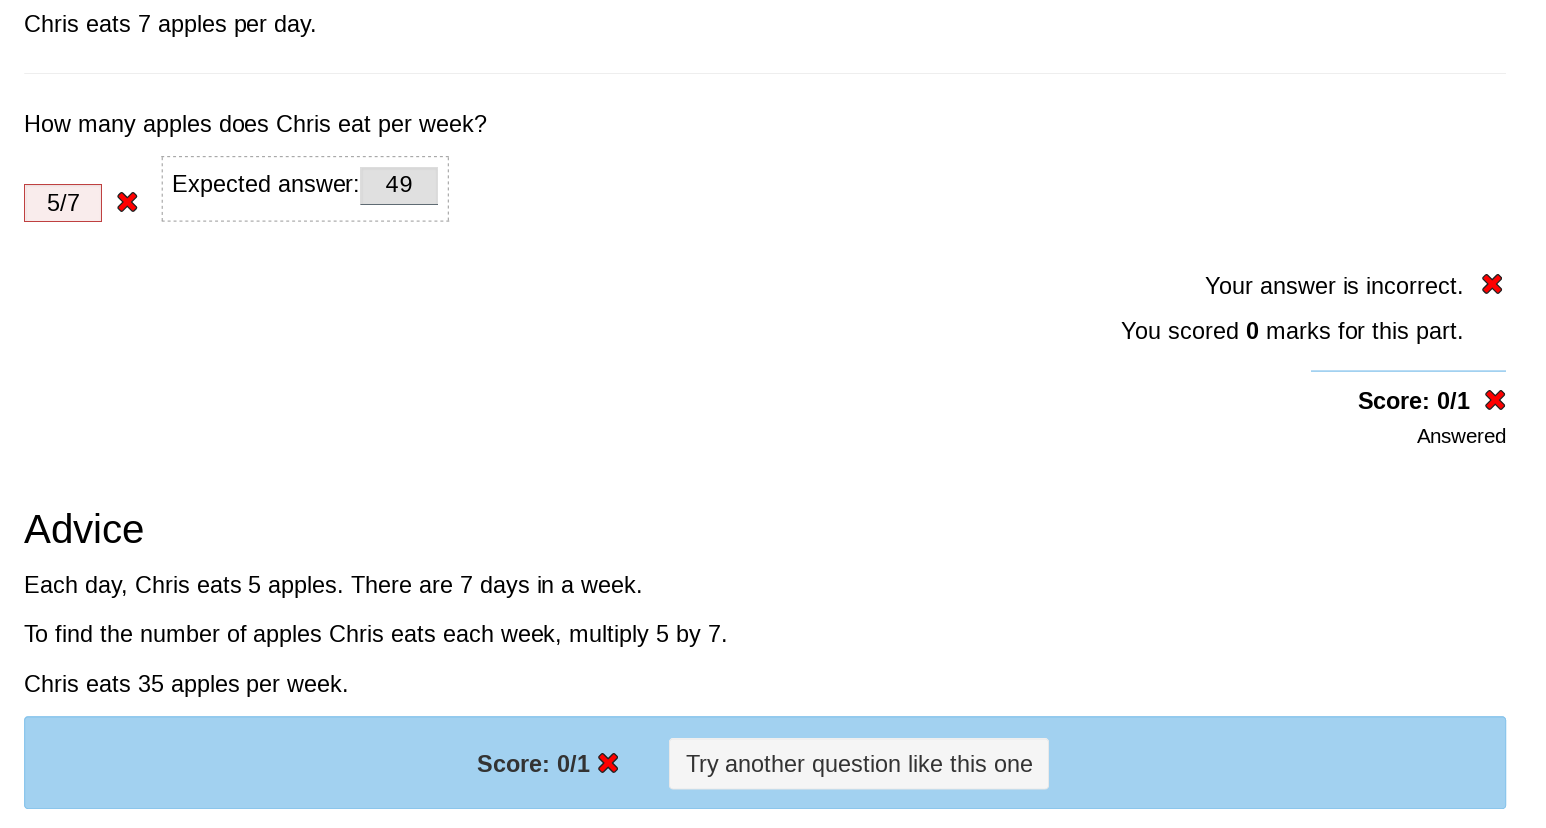 Chris eats 7 apples per day.
How many apples does Chris eat per week?
Expected answer: 49
5/7
Your answer is incorrect.
You scored 0 marks for this part.
Score: 0/1
Answered
Advice
Each day, Chris eats 5 apples. There are 7 days in a week.
To find the number of apples Chris eats each week, multiply 5 by 7.
Chris eats 35 apples per week.
Score: 0/1 Try another question like this one